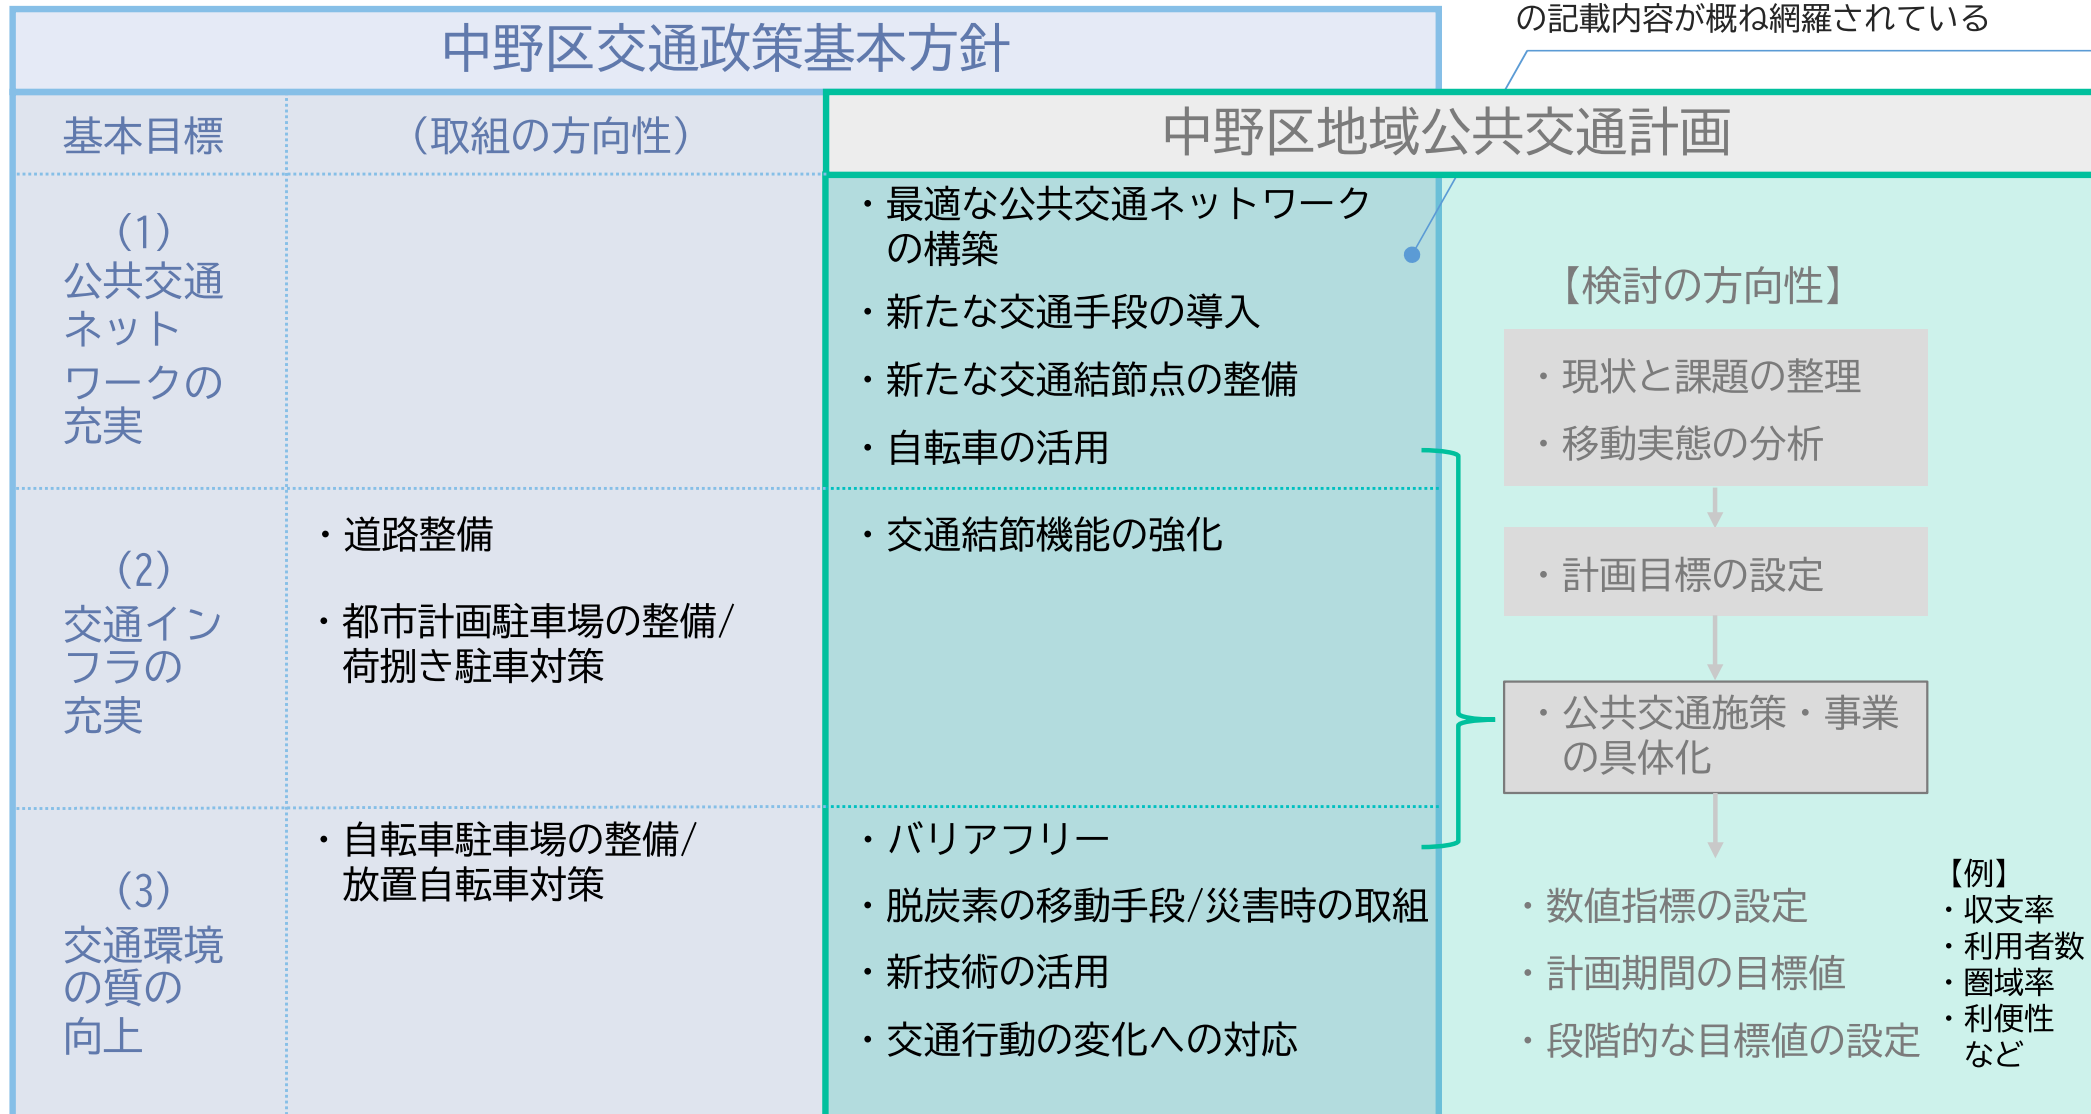 の記載内容が概ね網羅されている
中野区交通政策基本方針
基本目標
（取組の方向性）
中野区地域公共交通計画
（1）
公共交通
ネット
ワークの
充実
・最適な公共交通ネットワーク
の構築
・新たな交通手段の導入
・新たな交通結節点の整備
・自転車の活用
（2）
交通イン
フラの
充実
・道路整備
・都市計画駐車場の整備/
荷捌き駐車対策
・交通結節機能の強化
（3）
交通環境
の質の
向上
・自転車駐車場の整備/
放置自転車対策
・バリアフリー
・脱炭素の移動手段/災害時の取組
・新技術の活用
・交通行動の変化への対応
【検討の方向性】
・現状と課題の整理
・移動実態の分析
・計画目標の設定
・公共交通施策・事業
の具体化
・数値指標の設定
・計画期間の目標値
・段階的な目標値の設定
【例】
・収支率
・利用者数
・圏域率
・利便性
など